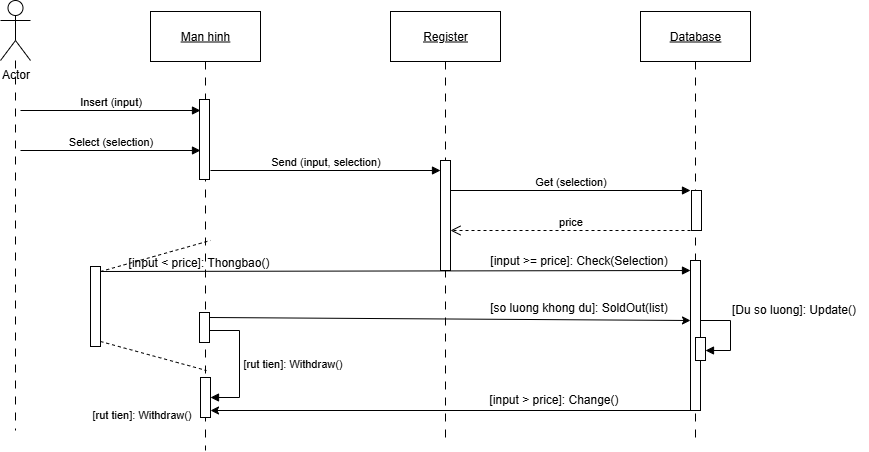 Man hinh
Register
Database
Actor
Insert (input)
Select (selection)
Send (input, selection)
Get (selection)
price
[input < price]: Thongbao()
[input >= price]: Check(Selection)
[so luong khong du]: SoldOut(list)
[Du so luong]: Update()
[rut tien]: Withdraw()
[input > price]: Change()
[rut tien]: Withdraw()